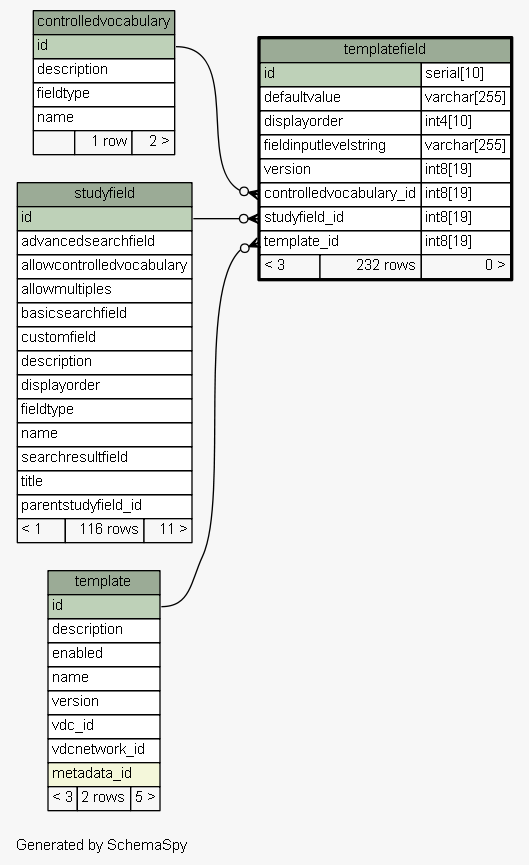 controlledvocabulary
id
description
fieldtype
name
1 row 2 >
templatefield
id serial[10]
defaultvalue varchar[255]
displayorder int4[10]
fieldinputlevelstring varchar[255]
version int8[19]
controlledvocabulary_id int8[19]
studyfield_id int8[19]
template_id int8[19]
< 3 232 rows 0 >
studyfield
id
advancedsearchfield
allowcontrolledvocabulary
allowmultiples
basicsearchfield
customfield
description
displayorder
fieldtype
name
searchresultfield
title
parentstudyfield_id
< 1 116 rows 11 >
template
id
description
enabled
name
version
vdc_id
vdcnetwork_id
metadata_id
< 3 2 rows 5 >
Generated by SchemaSpy